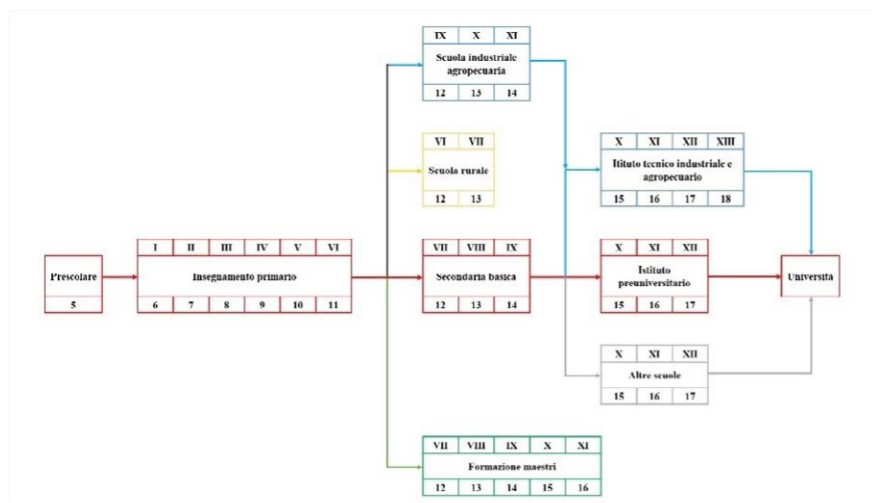 IX X XI
Scuola industriale
agropecuaria
12 13 14
VI VII
Scuola rurale
12 13
X XI XII XIII
Itituto tecnico industriale e
agropecuario
15 16 17 18
Prescolare
5
I II III IV V VI
Insegnamento primario
6 7 8 9 10 11
VII VIII IX
Secondaria basica
12 13 14
X XI XII
Istituto
preuniversitario
15 16 17
Università
X XI XII
Altre scuole
15 16 17
VII VIII IX X XI
Formazione maestri
12 13 14 15 16